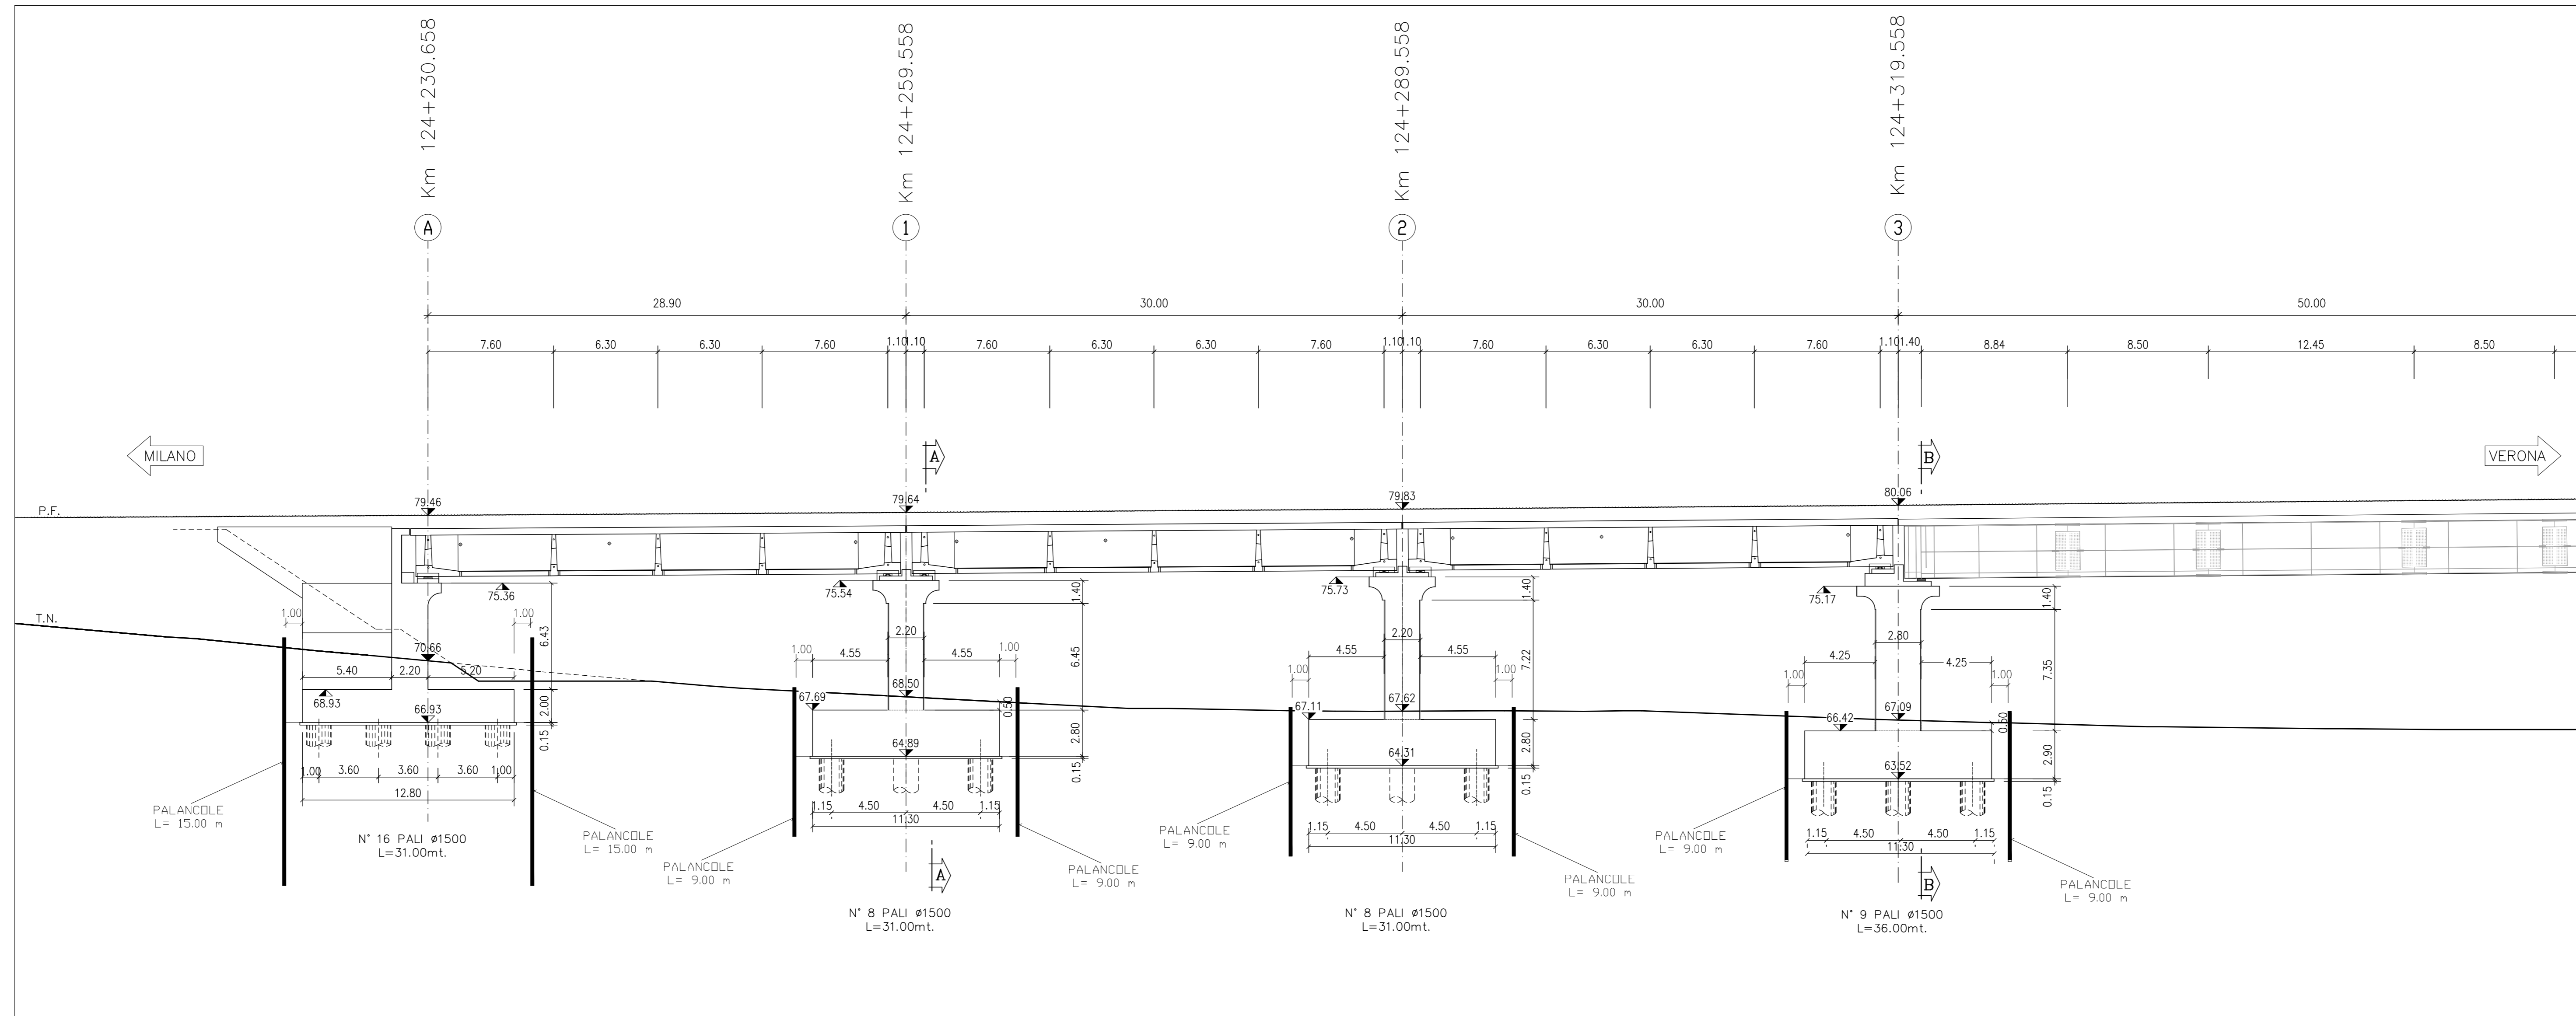 Km 124+230.658
Km 124+259.558
Km 124+289.558
Km 124+319.558
A
1
2
3
28.90
30.00
30.00
50.00
7.60
6.30
6.30
7.60
1.10
1.10
7.60
6.30
6.30
7.60
1.10
1.10
7.60
6.30
6.30
7.60
1.10
1.40
8.84
8.50
12.45
8.50
MILANO
A
B
VERONA
P.F.
79.46
79.64
79.83
80.06
T.N.
75.36
75.54
75.73
75.17
1.00
1.00
6.43
70.66
5.40
2.20
5.20
68.93
66.93
2.00
0.15
1.00
3.60
3.60
3.60
1.00
12.80
PALANCOLE
L= 15.00 m
PALANCOLE
L= 15.00 m
N° 16 PALI ø1500
L=31.00mt.
1.40
2.20
1.00
4.55
4.55
1.00
6.45
67.69
68.50
0.50
64.89
2.80
0.15
1.15
4.50
4.50
1.15
11.30
PALANCOLE
L= 9.00 m
PALANCOLE
L= 9.00 m
A
N° 8 PALI ø1500
L=31.00mt.
1.40
2.20
4.55
4.55
1.00
1.00
7.22
67.11
67.62
64.31
2.80
0.15
1.15
4.50
4.50
1.15
11.30
PALANCOLE
L= 9.00 m
PALANCOLE
L= 9.00 m
N° 8 PALI ø1500
L=31.00mt.
1.40
2.80
4.25
4.25
1.00
1.00
7.35
66.42
67.09
0.50
63.52
2.90
0.15
1.15
4.50
4.50
1.15
11.30
PALANCOLE
L= 9.00 m
PALANCOLE
L= 9.00 m
B
N° 9 PALI ø1500
L=36.00mt.